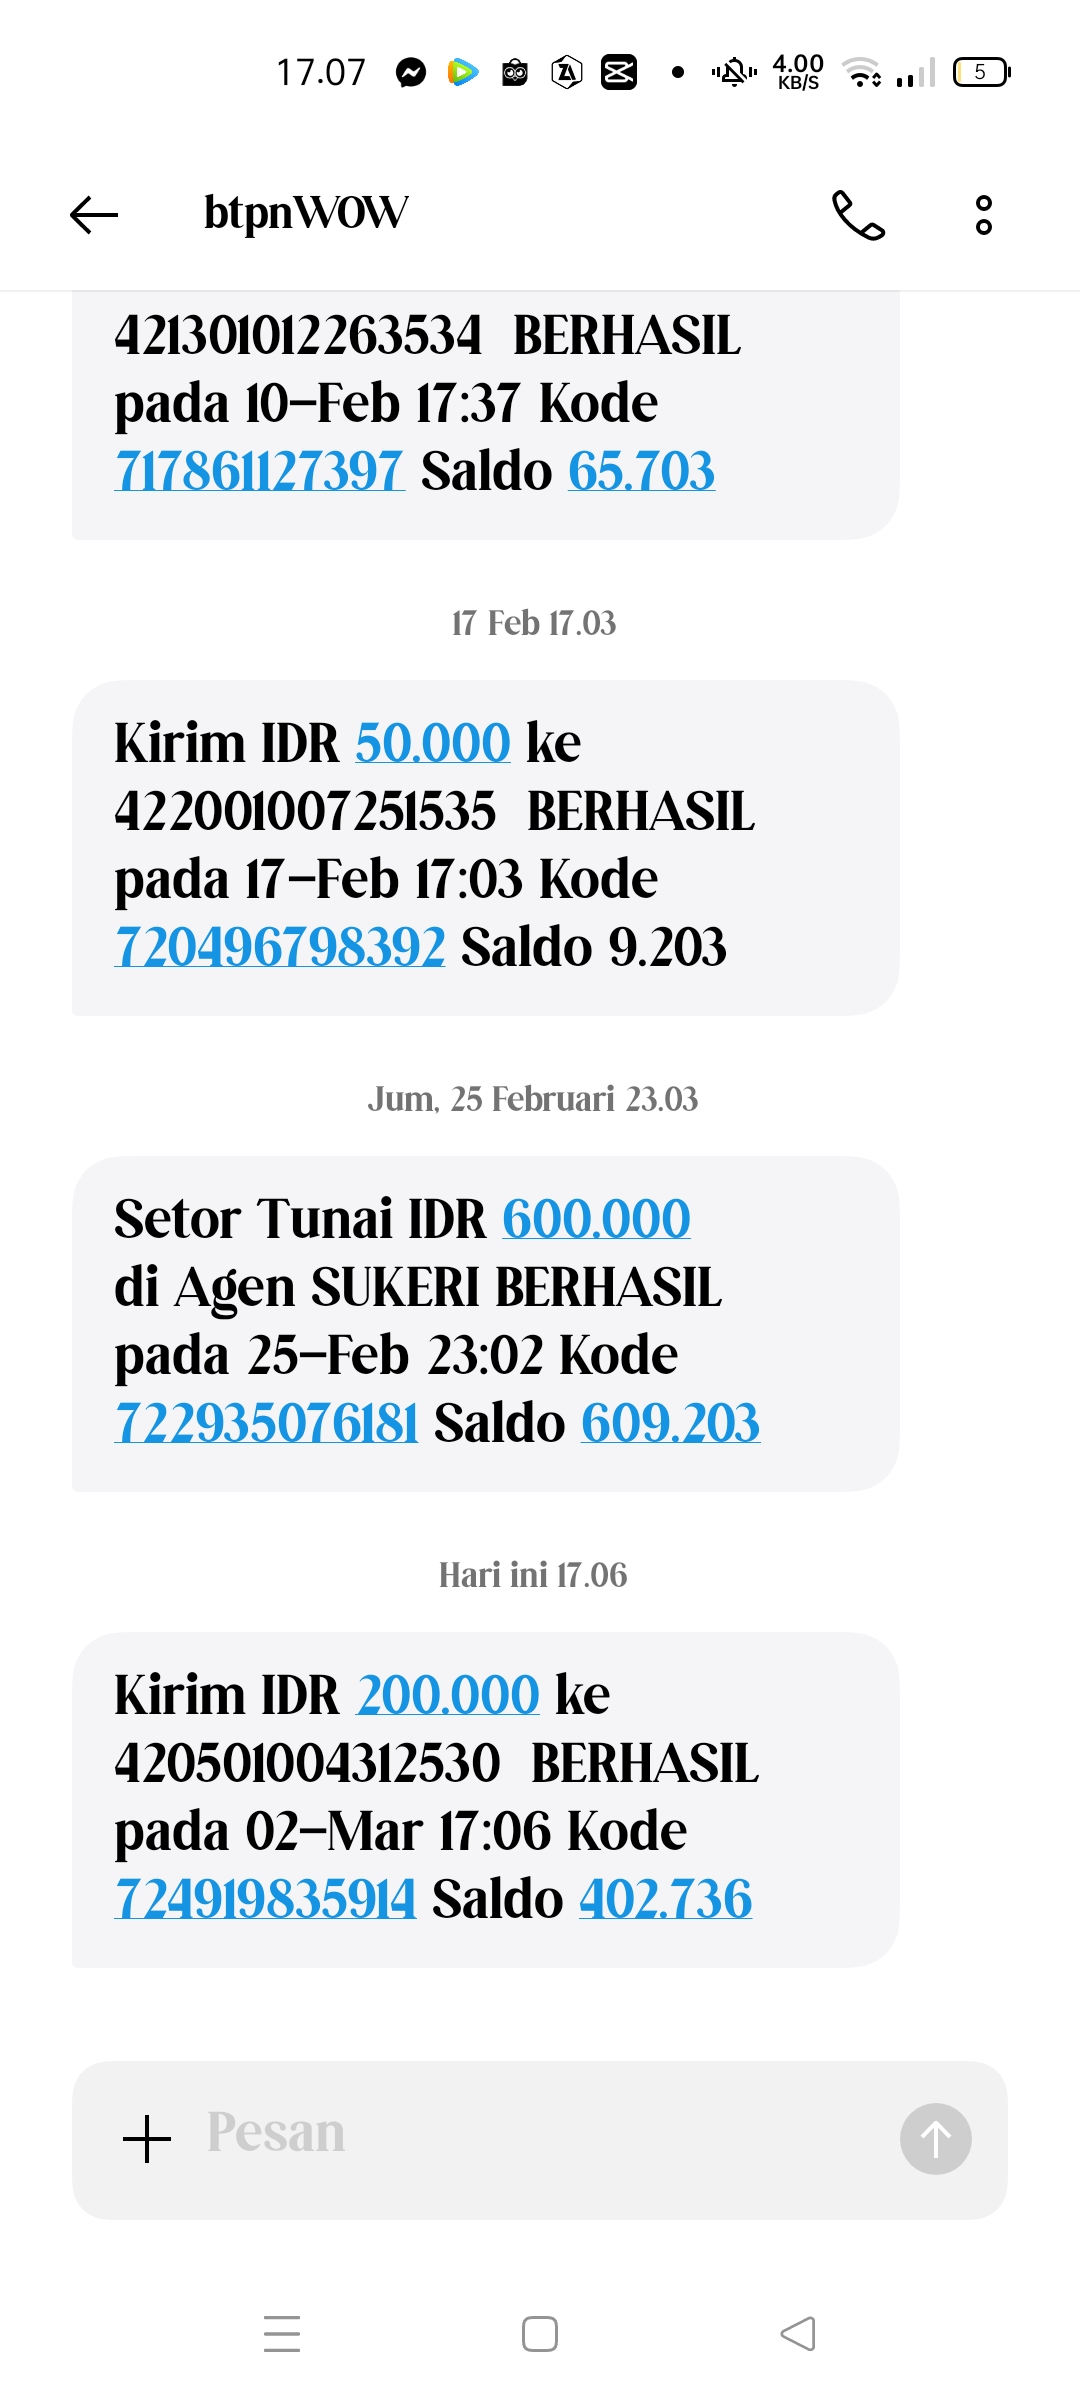 17.07
4.00
KB/S
5
btpnWOW
421301012263534 BERHASIL
pada 10-Feb 17:37 Kode
717861127397 Saldo 65.703
17 Feb 17.03
Kirim IDR 50.000 ke
422001007251535 BERHASIL
pada 17-Feb 17:03 Kode
720496798392 Saldo 9.203
Jum, 25 Februari 23.03
Setor Tunai IDR 600.000
di Agen SUKERI BERHASIL
pada 25-Feb 23:02 Kode
722935076181 Saldo 609.203
Hari ini 17.06
Kirim IDR 200.000 ke
420501004312530 BERHASIL
pada 02-Mar 17:06 Kode
724919835914 Saldo 402.736
Pesan